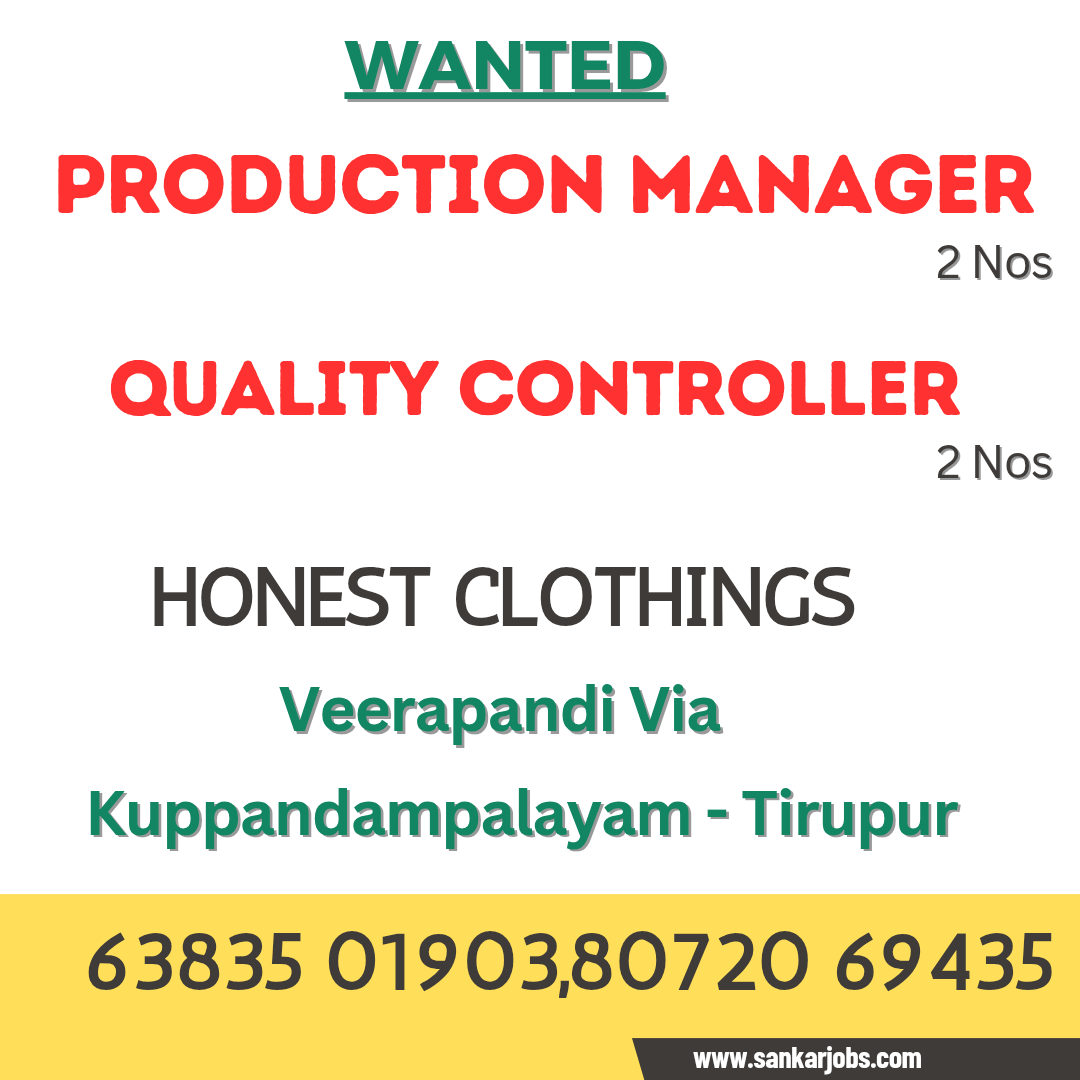 WANTED
PRODUCTION MANAGER
2 Nos
QUALITY CONTROLLER
2 Nos
HONEST CLOTHINGS
Veerapandi Via
Kuppandampalayam - Tirupur
63835 01903,80720 69435
www.sankarjobs.com